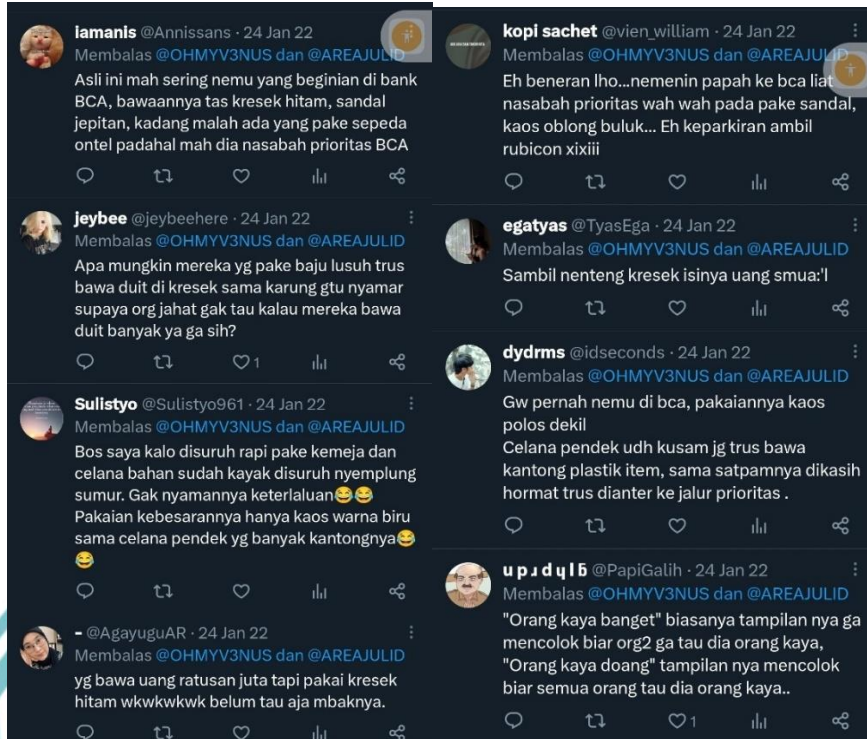 iamanis @Annissans · 24 Jan 22
Membalas @OHMYV3NUS dan @AREAJULID
Asli ini mah sering nemu yang beginian di bank
BCA, bawaannya tas kresek hitam, sandal
jepitan, kadang malah ada yang pake sepeda
ontel padahal mah dia nasabah prioritas BCA
jeybee @jeybeehere · 24 Jan 22
Membalas @OHMYV3NUS dan @AREAJULID
Apa mungkin mereka yg pake baju lusuh trus
bawa duit di kresek sama karung gtu nyamar
supaya org jahat gak tau kalau mereka bawa
duit banyak ya ga sih?
1
Sulistyo @Sulistyo961 · 24 Jan 22
Membalas @OHMYV3NUS dan @AREAJULID
Bos saya kalo disuruh rapi pake kemeja dan
celana bahan sudah kayak disuruh nyemplung
sumur. Gak nyamannya keterlaluan😂😂
Pakaian kebesarannya hanya kaos warna biru
sama celana pendek yg banyak kantongnya😂
😂
- @AgayuguAR · 24 Jan 22
Membalas @OHMYV3NUS dan @AREAJULID
yg bawa uang ratusan juta tapi pakai kresek
hitam wkwkwkwk belum tau aja mbaknya.
kopi sachet @vien_william · 24 Jan 22
Membalas @OHMYV3NUS dan @AREAJULID
Eh beneran lho...nemenin papah ke bca liat
nasabah prioritas wah wah pada pake sandal,
kaos oblong buluk... Eh keparkiran ambil
rubicon xixiii
egatyas @TyasEga · 24 Jan 22
Membalas @OHMYV3NUS dan @AREAJULID
Sambil nenteng kresek isinya uang smua:'l
dydrms @idseconds · 24 Jan 22
Membalas @OHMYV3NUS dan @AREAJULID
Gw pernah nemu di bca, pakaiannya kaos
polos dekil
Celana pendek udh kusam jg trus bawa
kantong plastik item, sama satpamnya dikasih
hormat trus dianter ke jalur prioritas .
@PapiGalih · 24 Jan 22
Membalas @OHMYV3NUS dan @AREAJULID
"Orang kaya banget" biasanya tampilan nya ga
mencolok biar org2 ga tau dia orang kaya,
"Orang kaya doang" tampilan nya mencolok
biar semua orang tau dia orang kaya..
1